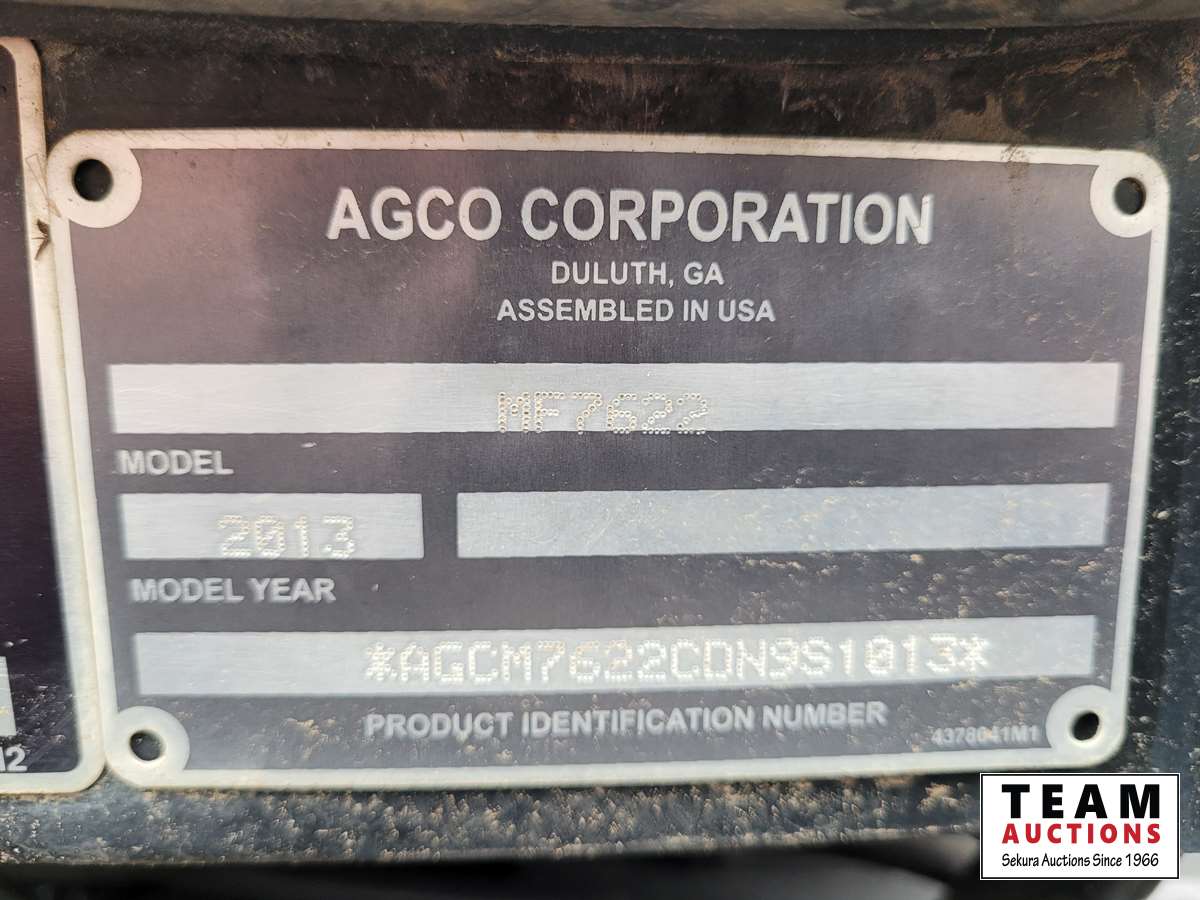 AGCO CORPORATION
DULUTH, GA
ASSEMBLED IN USA
MF7622
MODEL
2013
MODEL YEAR
*AGCM7622CDN9S1013*
PRODUCT IDENTIFICATION NUMBER
4378041M1
TEAM
AUCTIONS
Sekura Auctions Since 1966